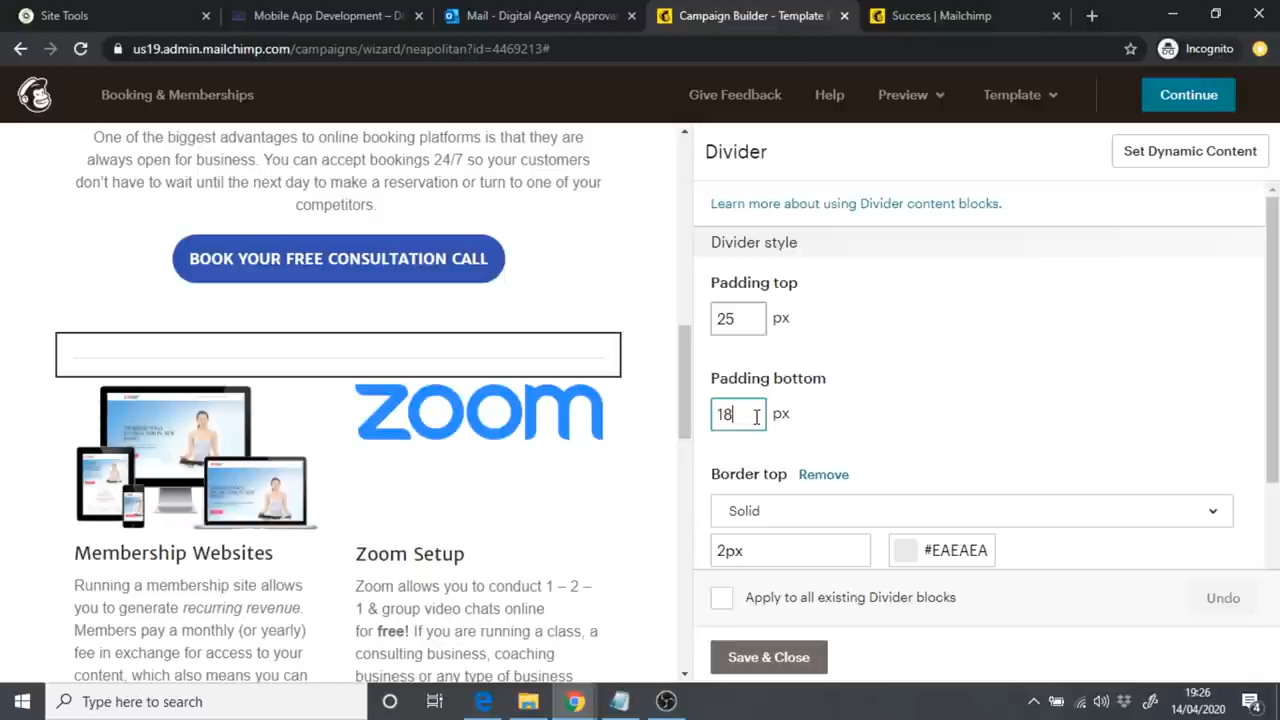 Site Tools
Mobile App Development – Di
Mail - Digital Agency Approval
Campaign Builder - Template D
Success | Mailchimp
us19.admin.mailchimp.com/campaigns/wizard/neapolitan?id=4469213#
Incognito
Booking & Memberships
Give Feedback
Help
Preview
Template
Continue
One of the biggest advantages to online booking platforms is that they are
always open for business. You can accept bookings 24/7 so your customers
don't have to wait until the next day to make a reservation or turn to one of your
competitors.
BOOK YOUR FREE CONSULTATION CALL
zoom
Membership Websites
Running a membership site allows
you to generate recurring revenue.
Members pay a monthly (or yearly)
fee in exchange for access to your
content, which also means you can
Zoom Setup
Zoom allows you to conduct 1 – 2 –
1 & group video chats online
for free! If you are running a class, a
consulting business, coaching
business or any type of business
Divider
Set Dynamic Content
Learn more about using Divider content blocks.
Divider style
Padding top
25 px
Padding bottom
18 px
Border top Remove
Solid
2px #EAEAEA
Apply to all existing Divider blocks
Undo
Save & Close
Type here to search
19:26
14/04/2020
4